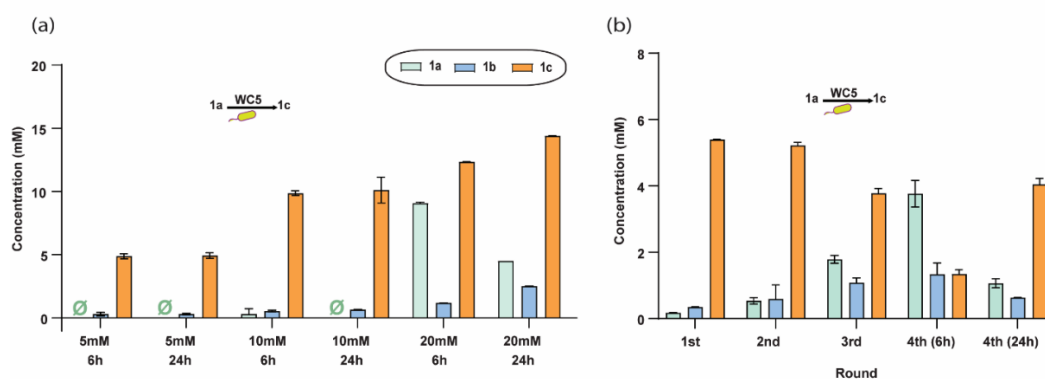 (a)
20
15
10
5
0
Concentration (mM)
1a 1b 1c
WC5
1a 1c
Ø Ø Ø
5mM 5mM 10mM 10mM 20mM 20mM
6h 24h 6h 24h 6h 24h
(b)
8
6
4
2
0
Concentration (mM)
WC5
1a 1c
1st 2nd 3rd 4th (6h) 4th (24h)
Round